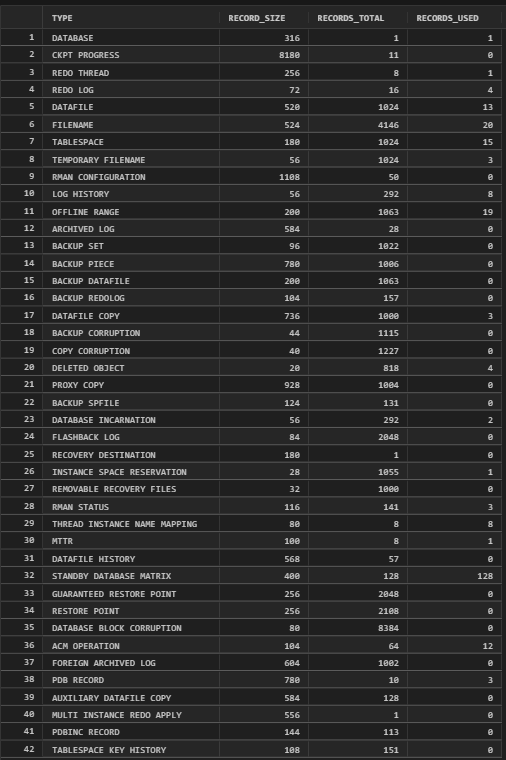 TYPE RECORD_SIZE RECORDS_TOTAL RECORDS_USED
1 DATABASE 316 1 1
2 CKPT PROGRESS 8180 11 0
3 REDO THREAD 256 8 1
4 REDO LOG 72 16 4
5 DATAFILE 520 1024 13
6 FILENAME 524 4146 20
7 TABLESPACE 180 1024 15
8 TEMPORARY FILENAME 56 1024 3
9 RMAN CONFIGURATION 1108 50 0
10 LOG HISTORY 56 292 8
11 OFFLINE RANGE 200 1063 19
12 ARCHIVED LOG 584 28 0
13 BACKUP SET 96 1022 0
14 BACKUP PIECE 780 1006 0
15 BACKUP DATAFILE 200 1063 0
16 BACKUP REDOLOG 104 157 0
17 DATAFILE COPY 736 1000 3
18 BACKUP CORRUPTION 44 1115 0
19 COPY CORRUPTION 40 1227 0
20 DELETED OBJECT 20 818 4
21 PROXY COPY 928 1004 0
22 BACKUP SPFILE 124 131 0
23 DATABASE INCARNATION 56 292 2
24 FLASHBACK LOG 84 2048 0
25 RECOVERY DESTINATION 180 1 0
26 INSTANCE SPACE RESERVATION 28 1055 1
27 REMOVABLE RECOVERY FILES 32 1000 0
28 RMAN STATUS 116 141 3
29 THREAD INSTANCE NAME MAPPING 80 8 8
30 MTTR 100 8 1
31 DATAFILE HISTORY 568 57 0
32 STANDBY DATABASE MATRIX 400 128 128
33 GUARANTEED RESTORE POINT 256 2048 0
34 RESTORE POINT 256 2108 0
35 DATABASE BLOCK CORRUPTION 80 8384 0
36 ACM OPERATION 104 64 12
37 FOREIGN ARCHIVED LOG 604 1002 0
38 PDB RECORD 780 10 3
39 AUXILIARY DATAFILE COPY 584 128 0
40 MULTI INSTANCE REDO APPLY 556 1 0
41 PDBINC RECORD 144 113 0
42 TABLESPACE KEY HISTORY 108 151 0